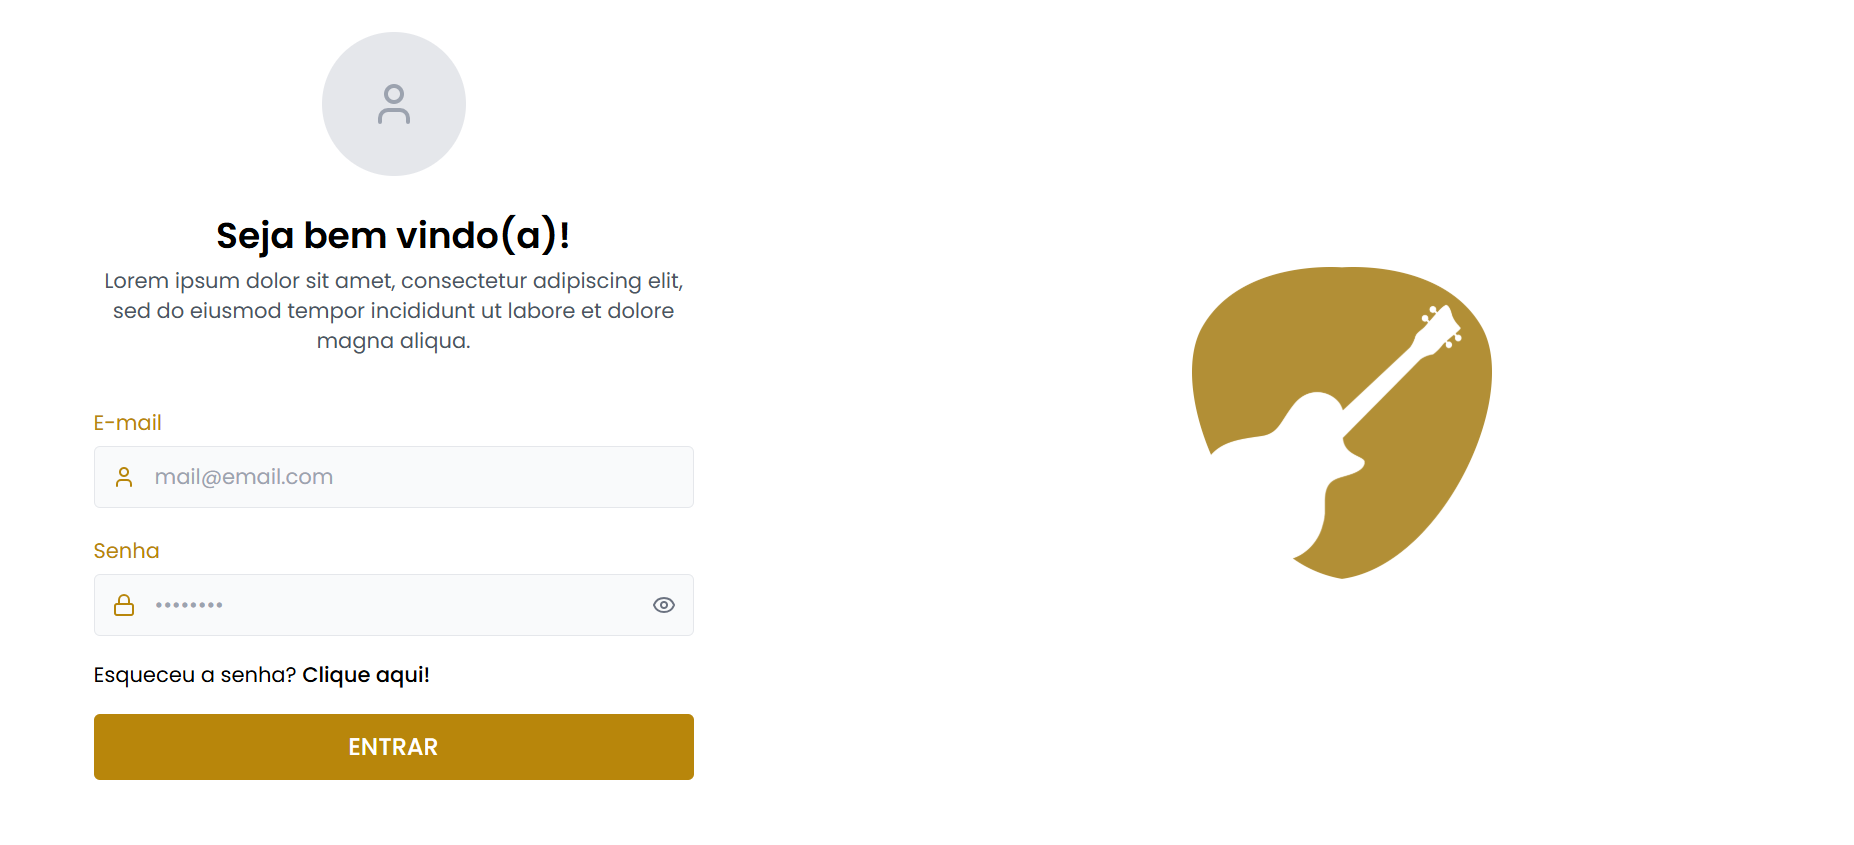 Seja bem vindo(a)!
Lorem ipsum dolor sit amet, consectetur adipiscing elit,
sed do eiusmod tempor incididunt ut labore et dolore
magna aliqua.
E-mail
mail@email.com
Senha
••••••••
Esqueceu a senha? Clique aqui!
ENTRAR